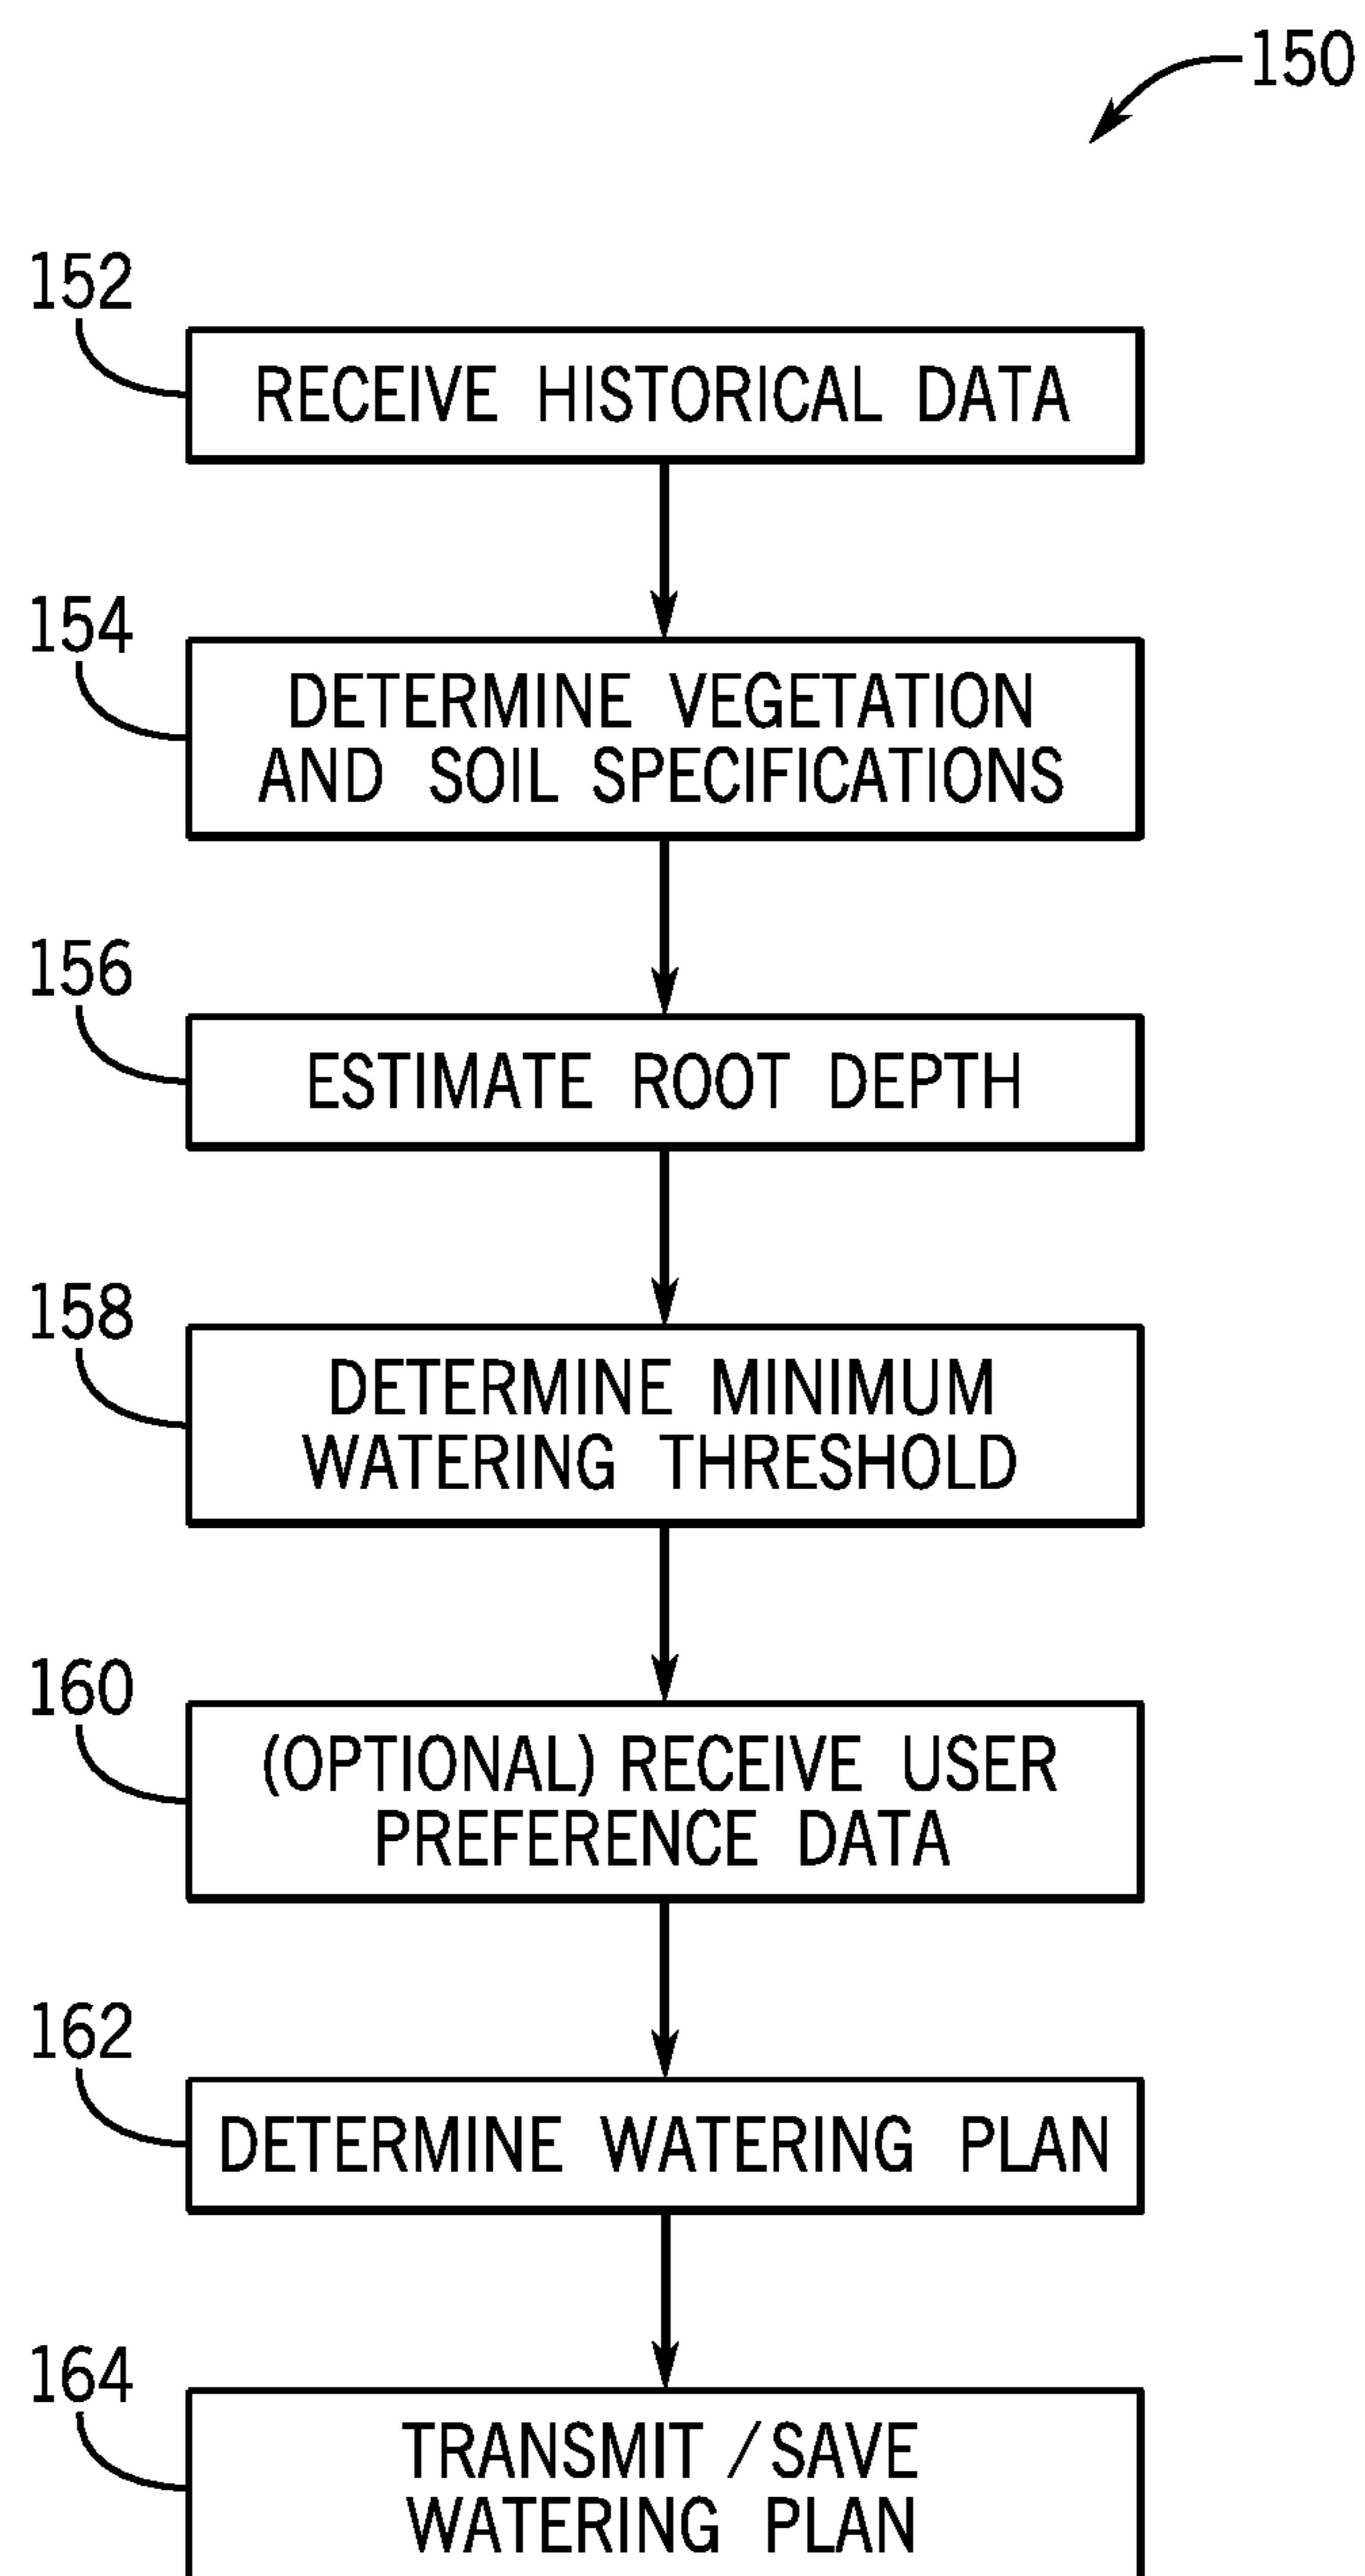 150
152
RECEIVE HISTORICAL DATA
154
DETERMINE VEGETATION
AND SOIL SPECIFICATIONS
156
ESTIMATE ROOT DEPTH
158
DETERMINE MINIMUM
WATERING THRESHOLD
160
(OPTIONAL) RECEIVE USER
PREFERENCE DATA
162
DETERMINE WATERING PLAN
164
TRANSMIT / SAVE
WATERING PLAN